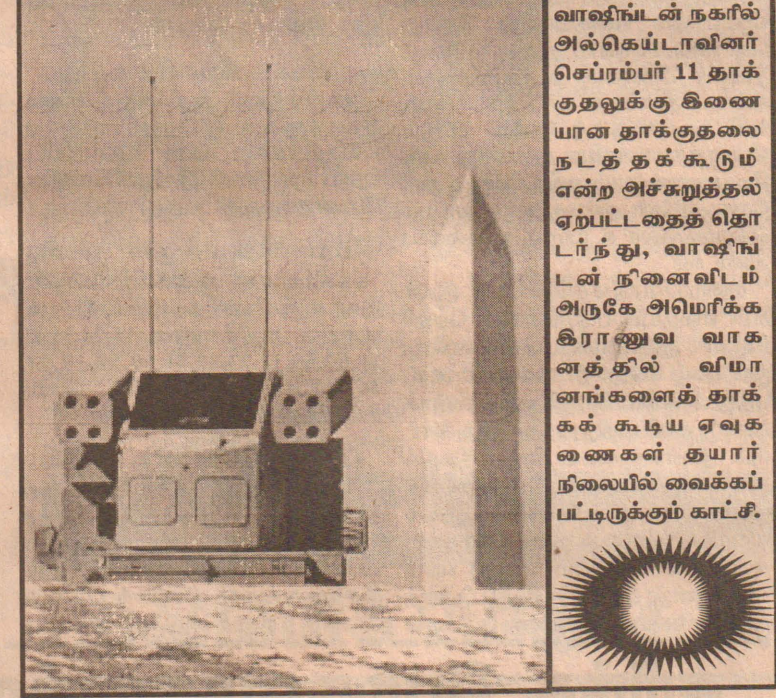 வாஷிங்டன் நகரில்
அல்கெய்டாவினர்
செப்ரம்பர் 11 தாக்
குதலுக்கு இணை
யான தாக்குதலை
நடத்தக்கூடும்
என்ற அச்சுறுத்தல்
ஏற்பட்டதைத் தொ
டர்ந்து, வாஷிங்
டன் நினைவிடம்
அருகே அமெரிக்க
இராணுவ வாக
னத்தில் விமா
னங்களைத் தாக்
கக் கூடிய ஏவுக
ணைகள் தயார்
நிலையில் வைக்கப்
பட்டிருக்கும் காட்சி.